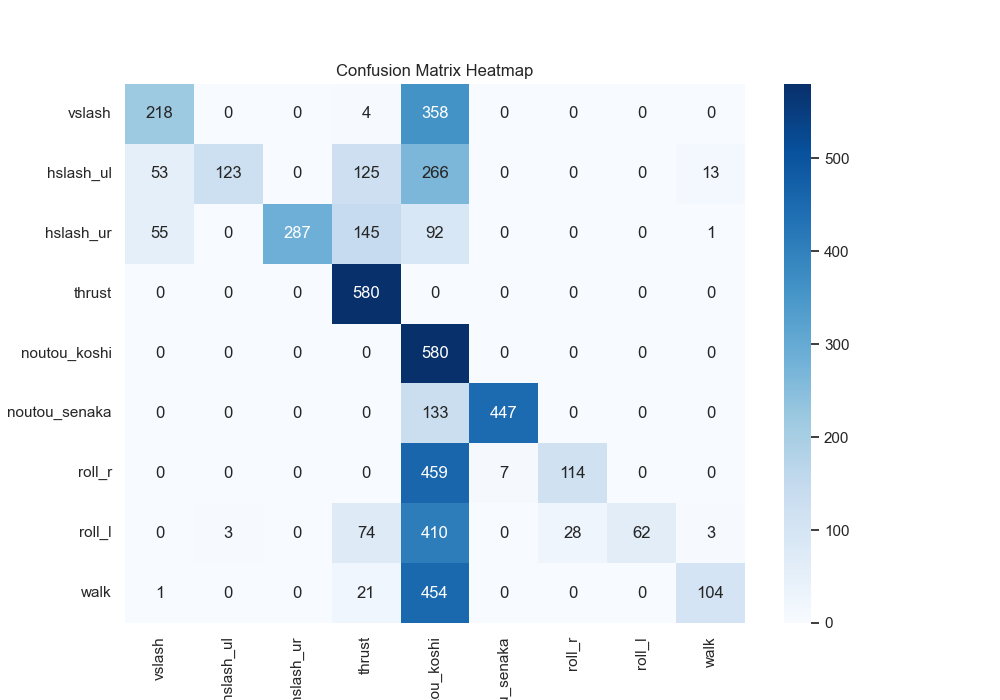 Confusion Matrix Heatmap
vslash 218 0 0 4 358 0 0 0 0
hslash_ul 53 123 0 125 266 0 0 0 13
hslash_ur 55 0 287 145 92 0 0 0 1
thrust 0 0 0 580 0 0 0 0 0
noutou_koshi 0 0 0 0 580 0 0 0 0
noutou_senaka 0 0 0 0 133 447 0 0 0
roll_r 0 0 0 0 459 7 114 0 0
roll_l 0 3 0 74 410 0 28 62 3
walk 1 0 0 21 454 0 0 0 104
vslash
hslash_ul
hslash_ur
thrust
ou_koshi
u_senaka
roll_r
roll_l
walk
500
400
300
200
100
0